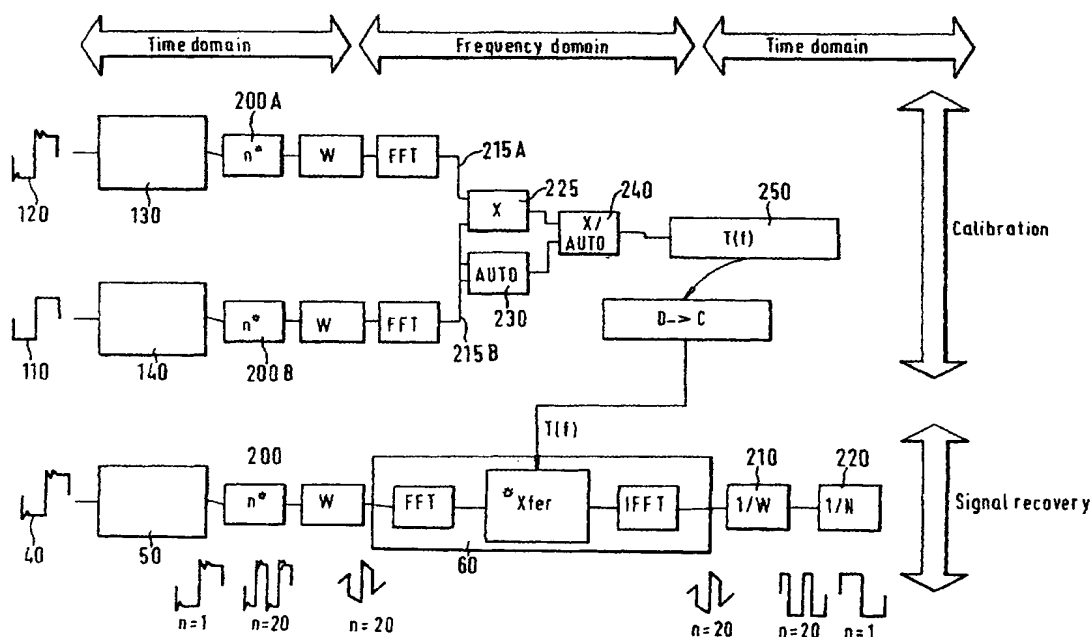 Time domain
Frequency domain
Time domain
200A
n*
W
FFT
215A
120
130
X
225
240
X/
AUTO
250
T(f)
Calibration
AUTO
230
D–> C
n*
W
FFT
215B
110
140
200B
T(f)
200
210
220
n*
W
FFT
*Xfer
IFFT
1/W
1/N
Signal recovery
40
50
60
n=1
n=20
n=20
n=20
n=20
n=1